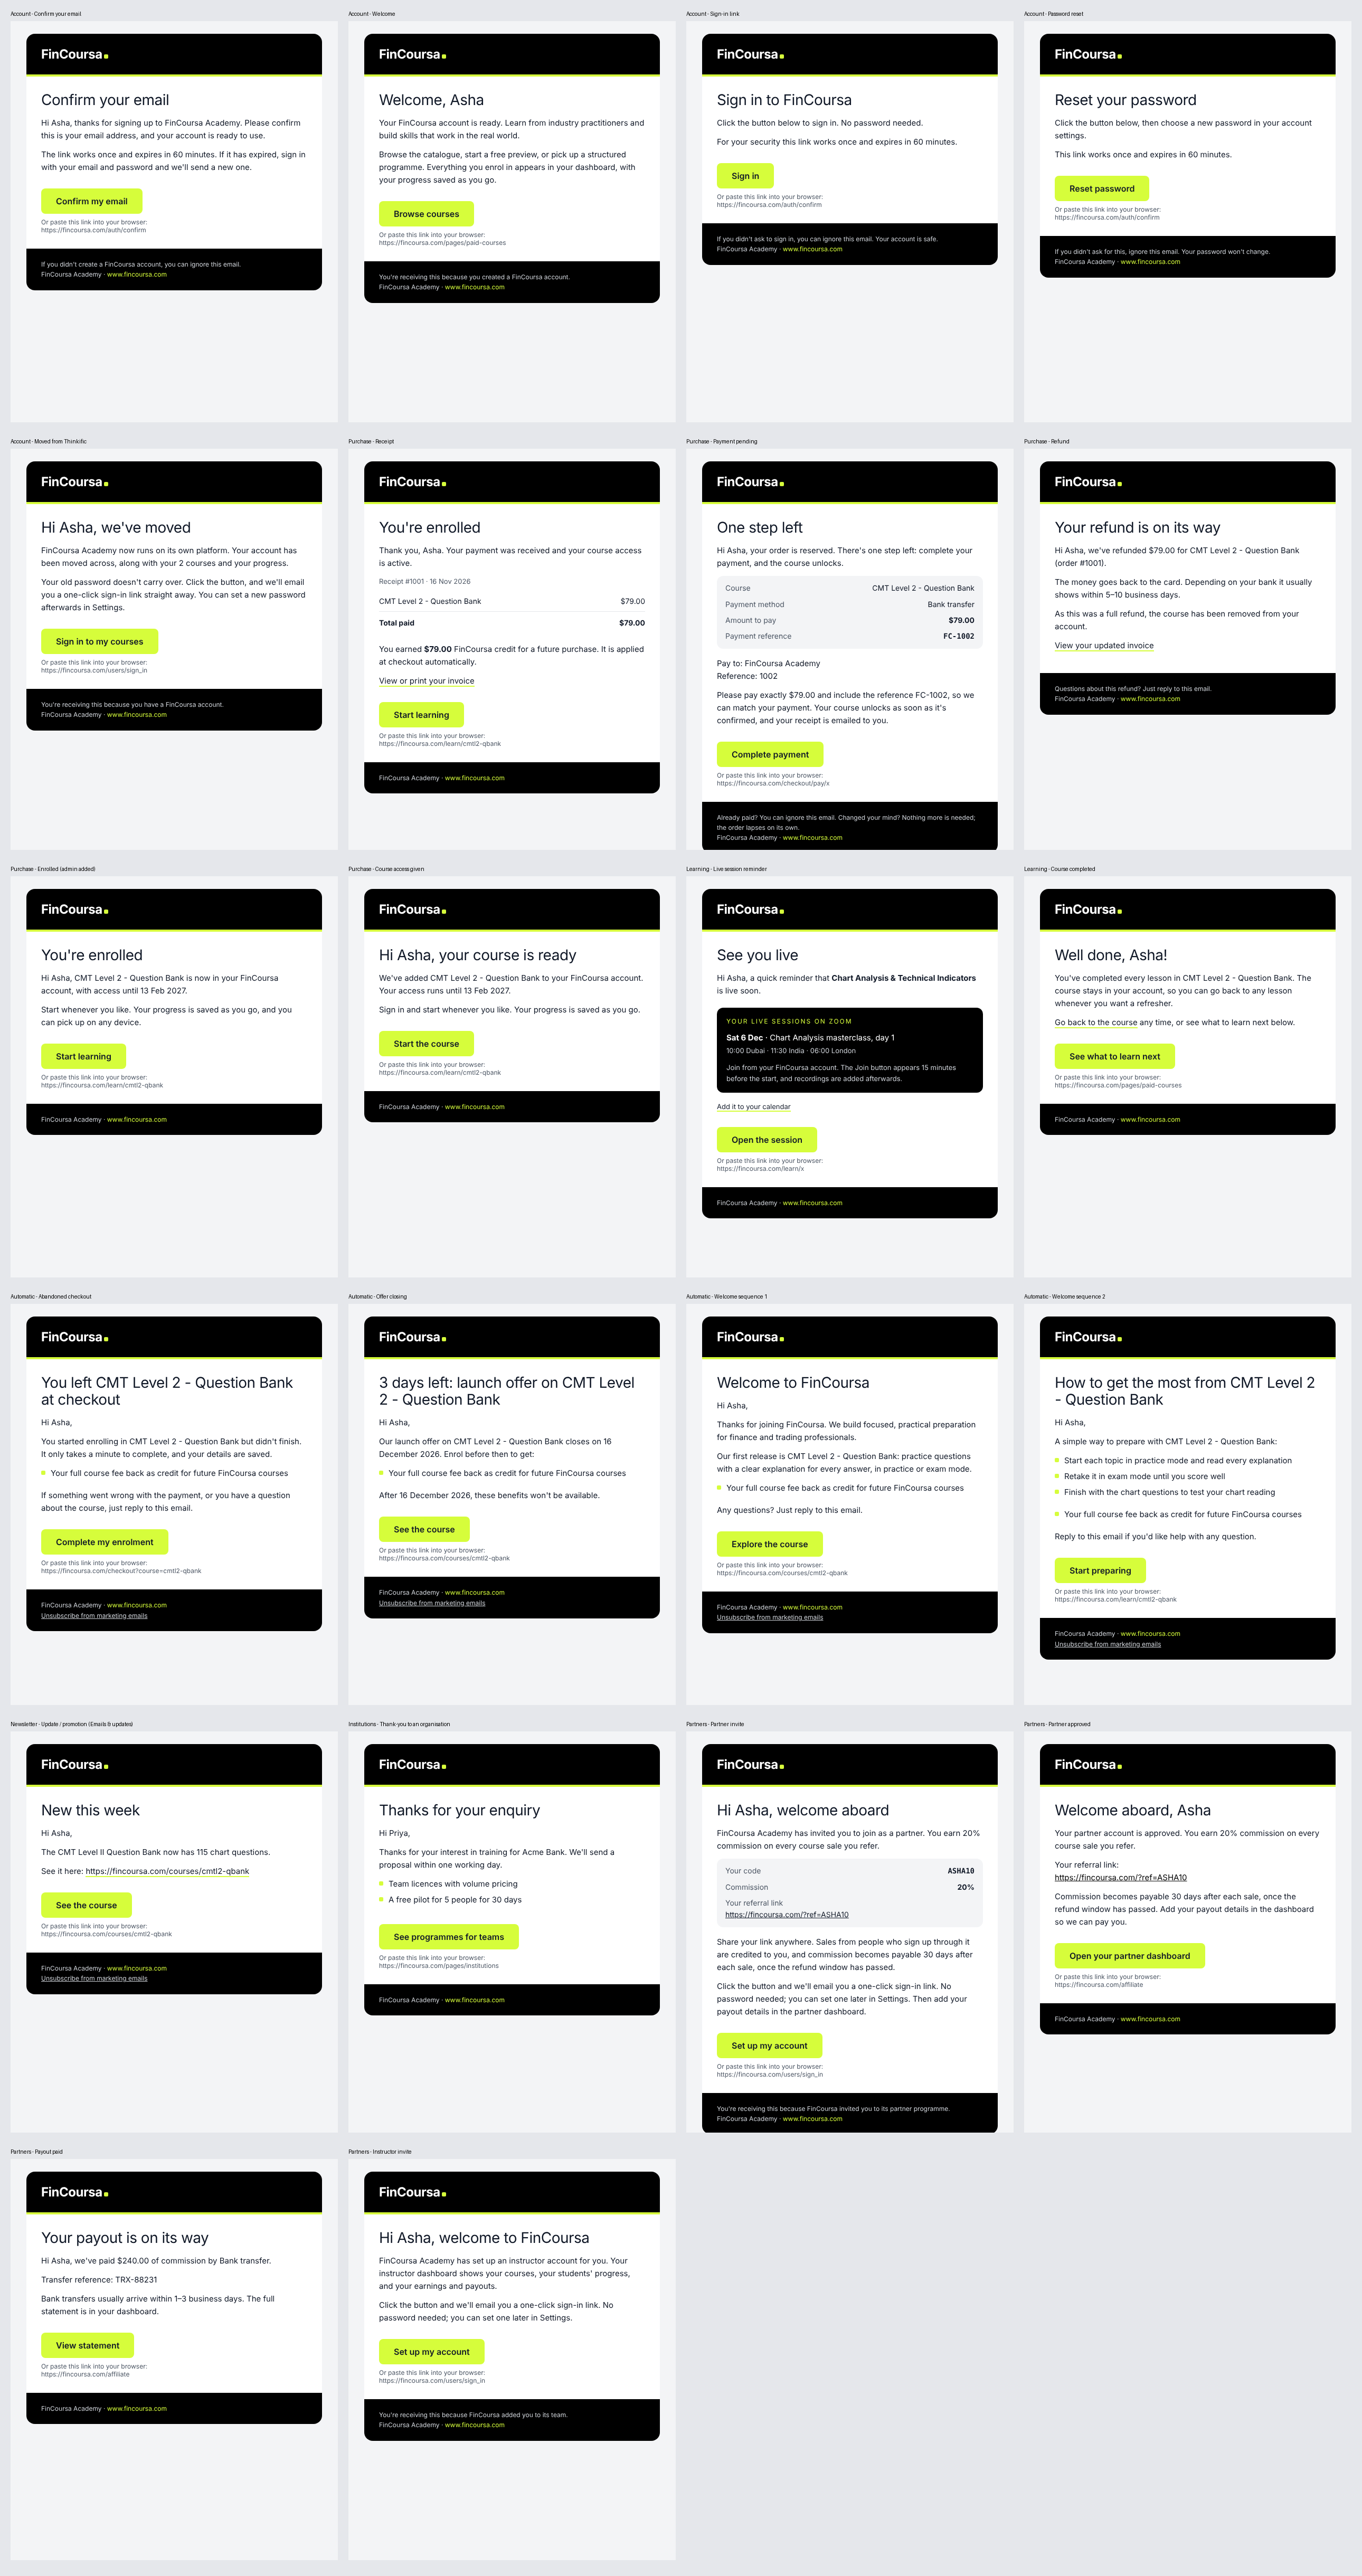 Account - Confirm your email
FinCoursa
Confirm your email
Hi Asha, thanks for signing up to FinCoursa Academy. Please confirm
this is your email address, and your account is ready to use.
The link works once and expires in 60 minutes. If it has expired, sign in
with your email and password and we'll send a new one.
Confirm my email
Or paste this link into your browser:
https://fincoursa.com/auth/confirm
If you didn't create a FinCoursa account, you can ignore this email.
FinCoursa Academy · www.fincoursa.com
Account - Welcome
FinCoursa
Welcome, Asha
Your FinCoursa account is ready. Learn from industry practitioners and
build skills that work in the real world.
Browse the catalogue, start a free preview, or pick up a structured
programme. Everything you enrol in appears in your dashboard, with
your progress saved as you go.
Browse courses
Or paste this link into your browser:
https://fincoursa.com/pages/paid-courses
You're receiving this because you created a FinCoursa account.
FinCoursa Academy · www.fincoursa.com
Account - Sign-in link
FinCoursa
Sign in to FinCoursa
Click the button below to sign in. No password needed.
For your security this link works once and expires in 60 minutes.
Sign in
Or paste this link into your browser:
https://fincoursa.com/auth/confirm
If you didn't ask to sign in, you can ignore this email. Your account is safe.
FinCoursa Academy · www.fincoursa.com
Account - Password reset
FinCoursa
Reset your password
Click the button below, then choose a new password in your account
settings.
This link works once and expires in 60 minutes.
Reset password
Or paste this link into your browser:
https://fincoursa.com/auth/confirm
If you didn't ask for this, ignore this email. Your password won't change.
FinCoursa Academy · www.fincoursa.com
Account - Moved from Thinkific
FinCoursa
Hi Asha, we've moved
FinCoursa Academy now runs on its own platform. Your account has
been moved across, along with your 2 courses and your progress.
Your old password doesn't carry over. Click the button, and we'll email
you a one-click sign-in link straight away. You can set a new password
afterwards in Settings.
Sign in to my courses
Or paste this link into your browser:
https://fincoursa.com/users/sign_in
You're receiving this because you have a FinCoursa account.
FinCoursa Academy · www.fincoursa.com
Purchase - Receipt
FinCoursa
You're enrolled
Thank you, Asha. Your payment was received and your course access
is active.
Receipt #1001 · 16 Nov 2026
CMT Level 2 - Question Bank $79.00
Total paid $79.00
You earned $79.00 FinCoursa credit for a future purchase. It is applied
at checkout automatically.
View or print your invoice
Start learning
Or paste this link into your browser:
https://fincoursa.com/learn/cmtl2-qbank
FinCoursa Academy · www.fincoursa.com
Purchase - Payment pending
FinCoursa
One step left
Hi Asha, your order is reserved. There's one step left: complete your
payment, and the course unlocks.
Course CMT Level 2 - Question Bank
Payment method Bank transfer
Amount to pay $79.00
Payment reference FC-1002
Pay to: FinCoursa Academy
Reference: 1002
Please pay exactly $79.00 and include the reference FC-1002, so we
can match your payment. Your course unlocks as soon as it's
confirmed, and your receipt is emailed to you.
Complete payment
Or paste this link into your browser:
https://fincoursa.com/checkout/pay/x
Already paid? You can ignore this email. Changed your mind? Nothing more is needed;
the order lapses on its own.
FinCoursa Academy · www.fincoursa.com
Purchase - Refund
FinCoursa
Your refund is on its way
Hi Asha, we've refunded $79.00 for CMT Level 2 - Question Bank
(order #1001).
The money goes back to the card. Depending on your bank it usually
shows within 5–10 business days.
As this was a full refund, the course has been removed from your
account.
View your updated invoice
Questions about this refund? Just reply to this email.
FinCoursa Academy · www.fincoursa.com
Purchase - Enrolled (admin added)
FinCoursa
You're enrolled
Hi Asha, CMT Level 2 - Question Bank is now in your FinCoursa
account, with access until 13 Feb 2027.
Start whenever you like. Your progress is saved as you go, and you
can pick up on any device.
Start learning
Or paste this link into your browser:
https://fincoursa.com/learn/cmtl2-qbank
FinCoursa Academy · www.fincoursa.com
Purchase - Course access given
FinCoursa
Hi Asha, your course is ready
We've added CMT Level 2 - Question Bank to your FinCoursa account.
Your access runs until 13 Feb 2027.
Sign in and start whenever you like. Your progress is saved as you go.
Start the course
Or paste this link into your browser:
https://fincoursa.com/learn/cmtl2-qbank
FinCoursa Academy · www.fincoursa.com
Learning - Live session reminder
FinCoursa
See you live
Hi Asha, a quick reminder that Chart Analysis & Technical Indicators
is live soon.
YOUR LIVE SESSIONS ON ZOOM
Sat 6 Dec · Chart Analysis masterclass, day 1
10:00 Dubai · 11:30 India · 06:00 London
Join from your FinCoursa account. The Join button appears 15 minutes
before the start, and recordings are added afterwards.
Add it to your calendar
Open the session
Or paste this link into your browser:
https://fincoursa.com/learn/x
FinCoursa Academy · www.fincoursa.com
Learning - Course completed
FinCoursa
Well done, Asha!
You've completed every lesson in CMT Level 2 - Question Bank. The
course stays in your account, so you can go back to any lesson
whenever you want a refresher.
Go back to the course any time, or see what to learn next below.
See what to learn next
Or paste this link into your browser:
https://fincoursa.com/pages/paid-courses
FinCoursa Academy · www.fincoursa.com
Automatic - Abandoned checkout
FinCoursa
You left CMT Level 2 - Question Bank
at checkout
Hi Asha,
You started enrolling in CMT Level 2 - Question Bank but didn't finish.
It only takes a minute to complete, and your details are saved.
Your full course fee back as credit for future FinCoursa courses
If something went wrong with the payment, or you have a question
about the course, just reply to this email.
Complete my enrolment
Or paste this link into your browser:
https://fincoursa.com/checkout?course=cmtl2-qbank
FinCoursa Academy · www.fincoursa.com
Unsubscribe from marketing emails
Automatic - Offer closing
FinCoursa
3 days left: launch offer on CMT Level
2 - Question Bank
Hi Asha,
Our launch offer on CMT Level 2 - Question Bank closes on 16
December 2026. Enrol before then to get:
Your full course fee back as credit for future FinCoursa courses
After 16 December 2026, these benefits won't be available.
See the course
Or paste this link into your browser:
https://fincoursa.com/courses/cmtl2-qbank
FinCoursa Academy · www.fincoursa.com
Unsubscribe from marketing emails
Automatic - Welcome sequence 1
FinCoursa
Welcome to FinCoursa
Hi Asha,
Thanks for joining FinCoursa. We build focused, practical preparation
for finance and trading professionals.
Our first release is CMT Level 2 - Question Bank: practice questions
with a clear explanation for every answer, in practice or exam mode.
Your full course fee back as credit for future FinCoursa courses
Any questions? Just reply to this email.
Explore the course
Or paste this link into your browser:
https://fincoursa.com/courses/cmtl2-qbank
FinCoursa Academy · www.fincoursa.com
Unsubscribe from marketing emails
Automatic - Welcome sequence 2
FinCoursa
How to get the most from CMT Level 2
- Question Bank
Hi Asha,
A simple way to prepare with CMT Level 2 - Question Bank:
Start each topic in practice mode and read every explanation
Retake it in exam mode until you score well
Finish with the chart questions to test your chart reading
Your full course fee back as credit for future FinCoursa courses
Reply to this email if you'd like help with any question.
Start preparing
Or paste this link into your browser:
https://fincoursa.com/learn/cmtl2-qbank
FinCoursa Academy · www.fincoursa.com
Unsubscribe from marketing emails
Newsletter - Update / promotion (Emails & updates)
FinCoursa
New this week
Hi Asha,
The CMT Level II Question Bank now has 115 chart questions.
See it here: https://fincoursa.com/courses/cmtl2-qbank
See the course
Or paste this link into your browser:
https://fincoursa.com/courses/cmtl2-qbank
FinCoursa Academy · www.fincoursa.com
Unsubscribe from marketing emails
Institutions - Thank-you to an organisation
FinCoursa
Thanks for your enquiry
Hi Priya,
Thanks for your interest in training for Acme Bank. We'll send a
proposal within one working day.
Team licences with volume pricing
A free pilot for 5 people for 30 days
See programmes for teams
Or paste this link into your browser:
https://fincoursa.com/pages/institutions
FinCoursa Academy · www.fincoursa.com
Partners - Partner invite
FinCoursa
Hi Asha, welcome aboard
FinCoursa Academy has invited you to join as a partner. You earn 20%
commission on every course sale you refer.
Your code ASHA10
Commission 20%
Your referral link
https://fincoursa.com/?ref=ASHA10
Share your link anywhere. Sales from people who sign up through it
are credited to you, and commission becomes payable 30 days after
each sale, once the refund window has passed.
Click the button and we'll email you a one-click sign-in link. No
password needed; you can set one later in Settings. Then add your
payout details in the partner dashboard.
Set up my account
Or paste this link into your browser:
https://fincoursa.com/users/sign_in
You're receiving this because FinCoursa invited you to its partner programme.
FinCoursa Academy · www.fincoursa.com
Partners - Partner approved
FinCoursa
Welcome aboard, Asha
Your partner account is approved. You earn 20% commission on every
course sale you refer.
Your referral link:
https://fincoursa.com/?ref=ASHA10
Commission becomes payable 30 days after each sale, once the
refund window has passed. Add your payout details in the dashboard
so we can pay you.
Open your partner dashboard
Or paste this link into your browser:
https://fincoursa.com/affiliate
FinCoursa Academy · www.fincoursa.com
Partners - Payout paid
FinCoursa
Your payout is on its way
Hi Asha, we've paid $240.00 of commission by Bank transfer.
Transfer reference: TRX-88231
Bank transfers usually arrive within 1–3 business days. The full
statement is in your dashboard.
View statement
Or paste this link into your browser:
https://fincoursa.com/affiliate
FinCoursa Academy · www.fincoursa.com
Partners - Instructor invite
FinCoursa
Hi Asha, welcome to FinCoursa
FinCoursa Academy has set up an instructor account for you. Your
instructor dashboard shows your courses, your students' progress,
and your earnings and payouts.
Click the button and we'll email you a one-click sign-in link. No
password needed; you can set one later in Settings.
Set up my account
Or paste this link into your browser:
https://fincoursa.com/users/sign_in
You're receiving this because FinCoursa added you to its team.
FinCoursa Academy · www.fincoursa.com